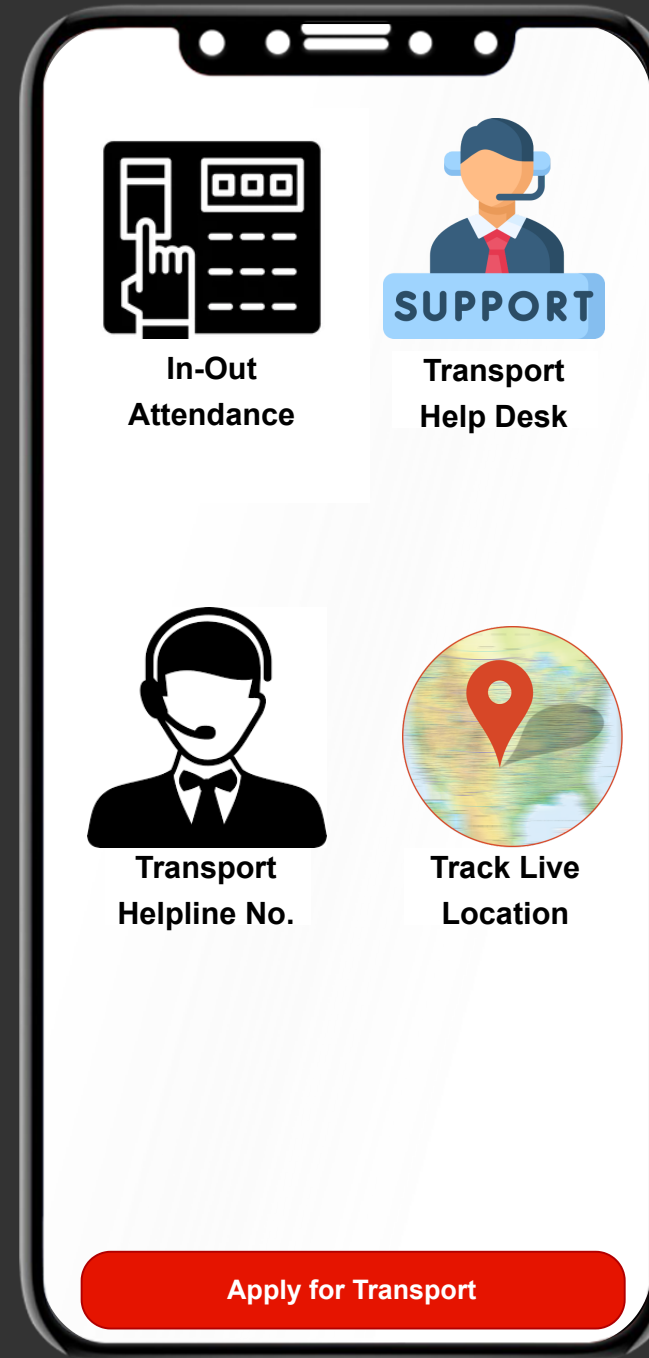 SUPPORT
In-Out
Attendance
Transport
Help Desk
Transport
Helpline No.
Track Live
Location
Apply for Transport